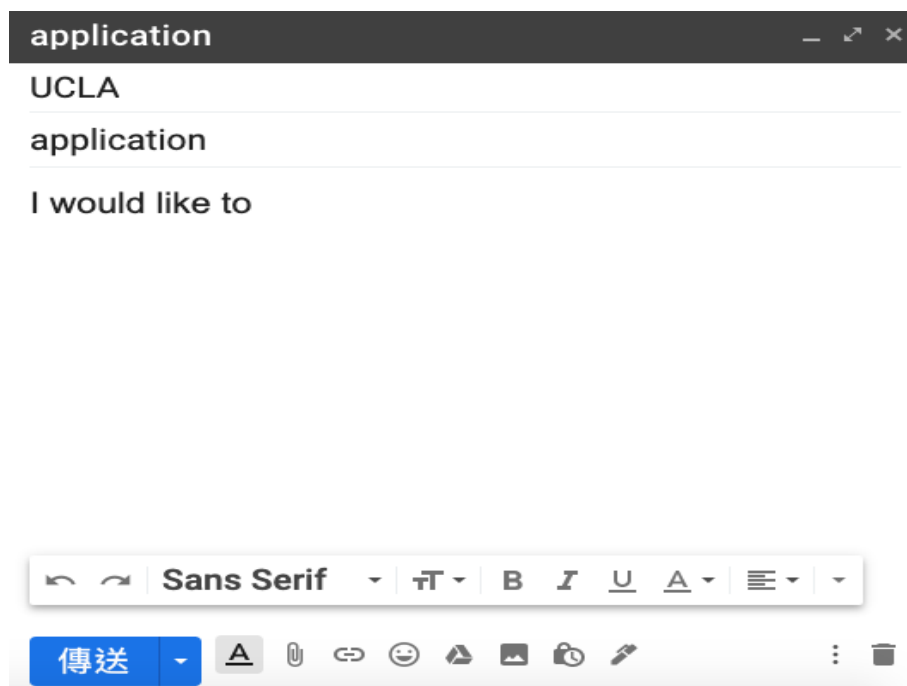 application
UCLA
application
I would like to
Sans Serif
傳送